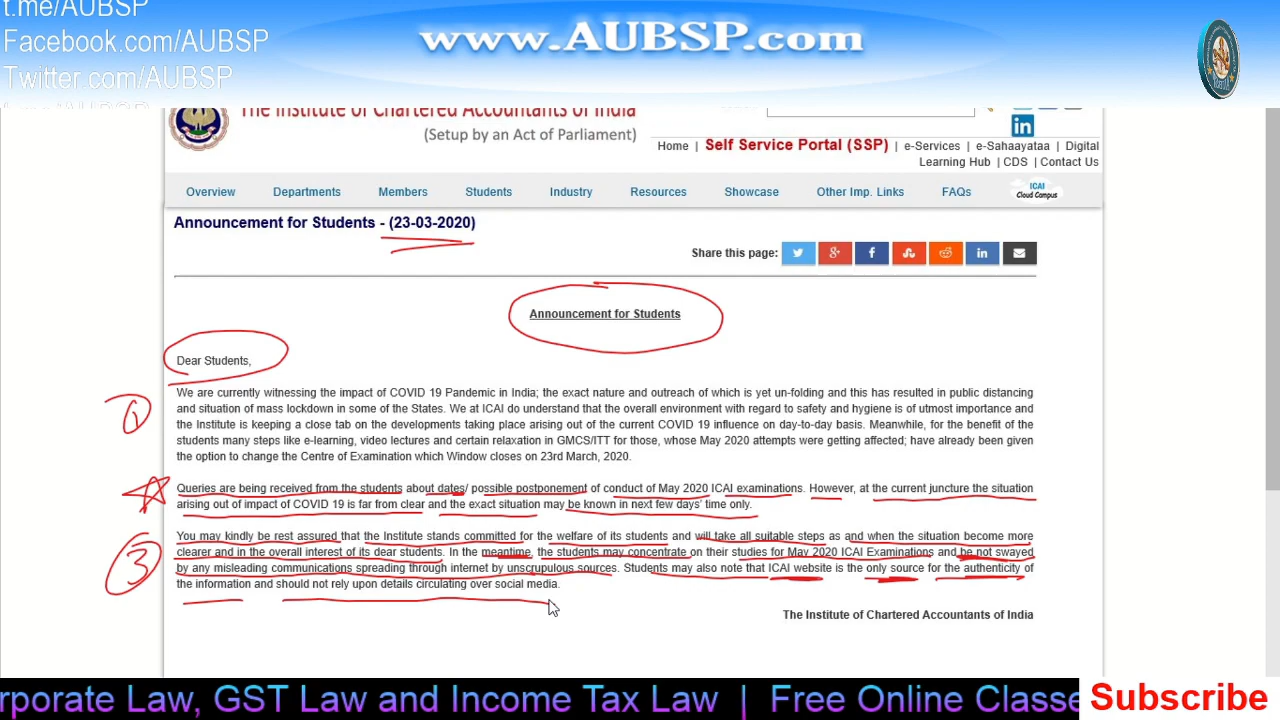 t.me/AUBSP
Facebook.com/AUBSP
Twitter.com/AUBSP
www.AUBSP.com
The Institute of Chartered Accountants of India
(Setup by an Act of Parliament)
Home | Self Service Portal (SSP) | e-Services | e-Sahaayataa | Digital
Learning Hub | CDS | Contact Us
Overview Departments Members Students Industry Resources Showcase Other Imp. Links FAQs ICAI Cloud Campus
Announcement for Students - (23-03-2020)
Share this page:
Announcement for Students
Dear Students,
We are currently witnessing the impact of COVID 19 Pandemic in India; the exact nature and outreach of which is yet un-folding and this has resulted in public distancing
and situation of mass lockdown in some of the States. We at ICAI do understand that the overall environment with regard to safety and hygiene is of utmost importance and
the Institute is keeping a close tab on the developments taking place arising out of the current COVID 19 influence on day-to-day basis. Meanwhile, for the benefit of the
students many steps like e-learning, video lectures and certain relaxation in GMCS/ITT for those, whose May 2020 attempts were getting affected; have already been given
the option to change the Centre of Examination which Window closes on 23rd March, 2020.
1
Queries are being received from the students about dates/ possible postponement of conduct of May 2020 ICAI examinations. However, at the current juncture the situation
arising out of impact of COVID 19 is far from clear and the exact situation may be known in next few days' time only.
You may kindly be rest assured that the Institute stands committed for the welfare of its students and will take all suitable steps as and when the situation become more
clearer and in the overall interest of its dear students. In the meantime, the students may concentrate on their studies for May 2020 ICAI Examinations and be not swayed
by any misleading communications spreading through internet by unscrupulous sources. Students may also note that ICAI website is the only source for the authenticity of
the information and should not rely upon details circulating over social media.
3
The Institute of Chartered Accountants of India
rporate Law, GST Law and Income Tax Law | Free Online Classe
Subscribe